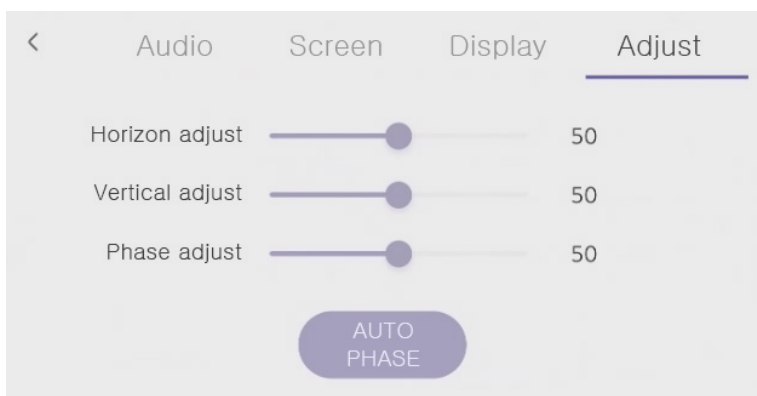 Audio Screen Display Adjust
Horizon adjust 50
Vertical adjust 50
Phase adjust 50
AUTO
PHASE